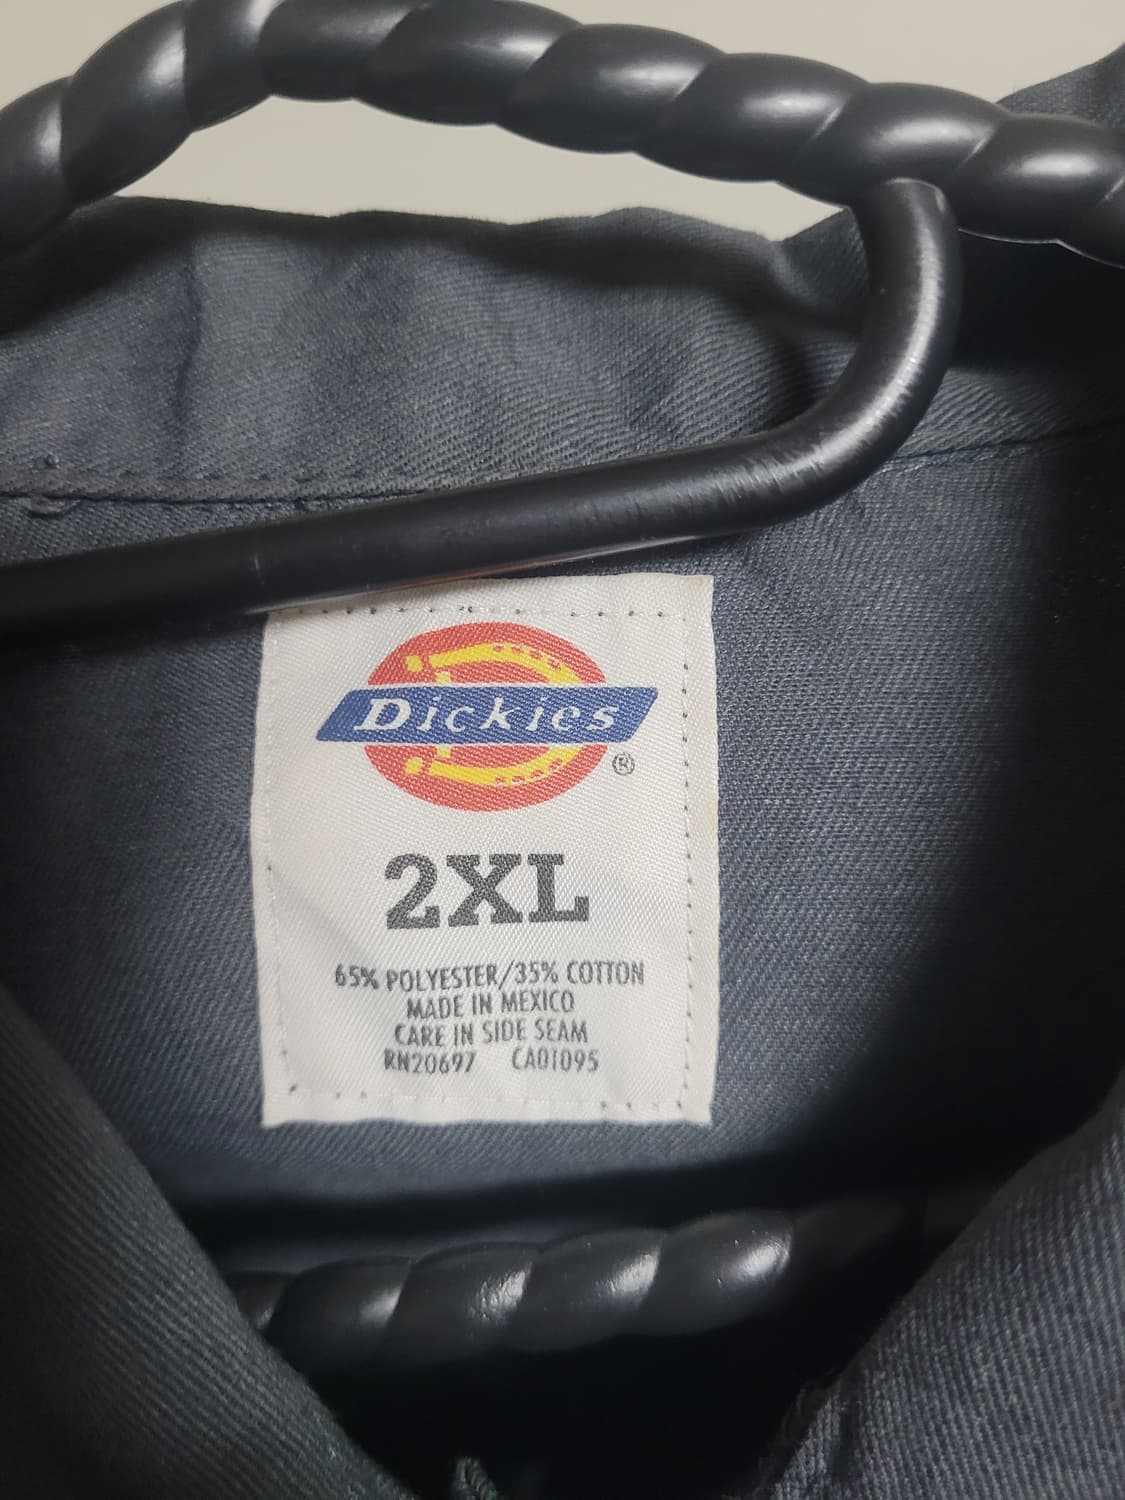 Dickies
®
2XL
65% POLYESTER/35% COTTON
MADE IN MEXICO
CARE IN SIDE SEAM
RN20697 CA01095